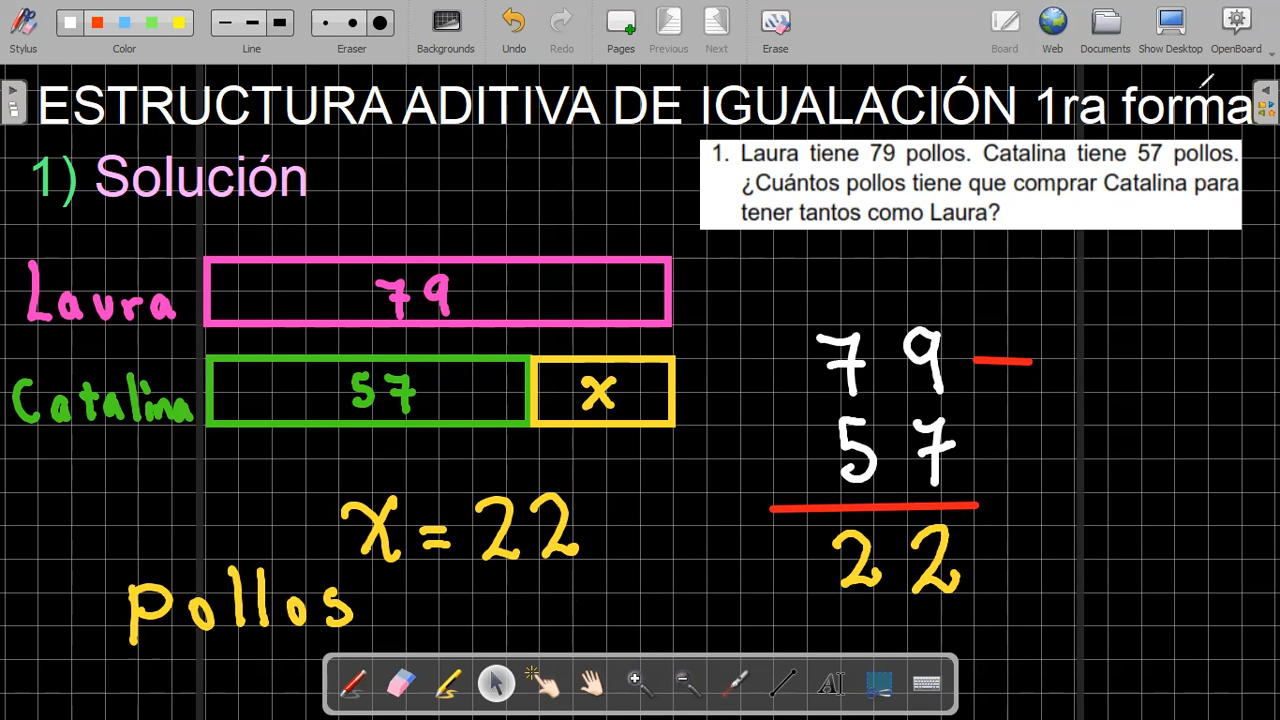 Stylus Color Line Eraser Backgrounds Undo Redo Pages Previous Next Erase Board Web Documents Show Desktop OpenBoard
ESTRUCTURA ADITIVA DE IGUALACIÓN 1ra forma
1) Solución
1. Laura tiene 79 pollos. Catalina tiene 57 pollos.
¿Cuántos pollos tiene que comprar Catalina para
tener tantos como Laura?
Laura 79
Catalina 57 x
x = 22
pollos
79 −
57
22
AI